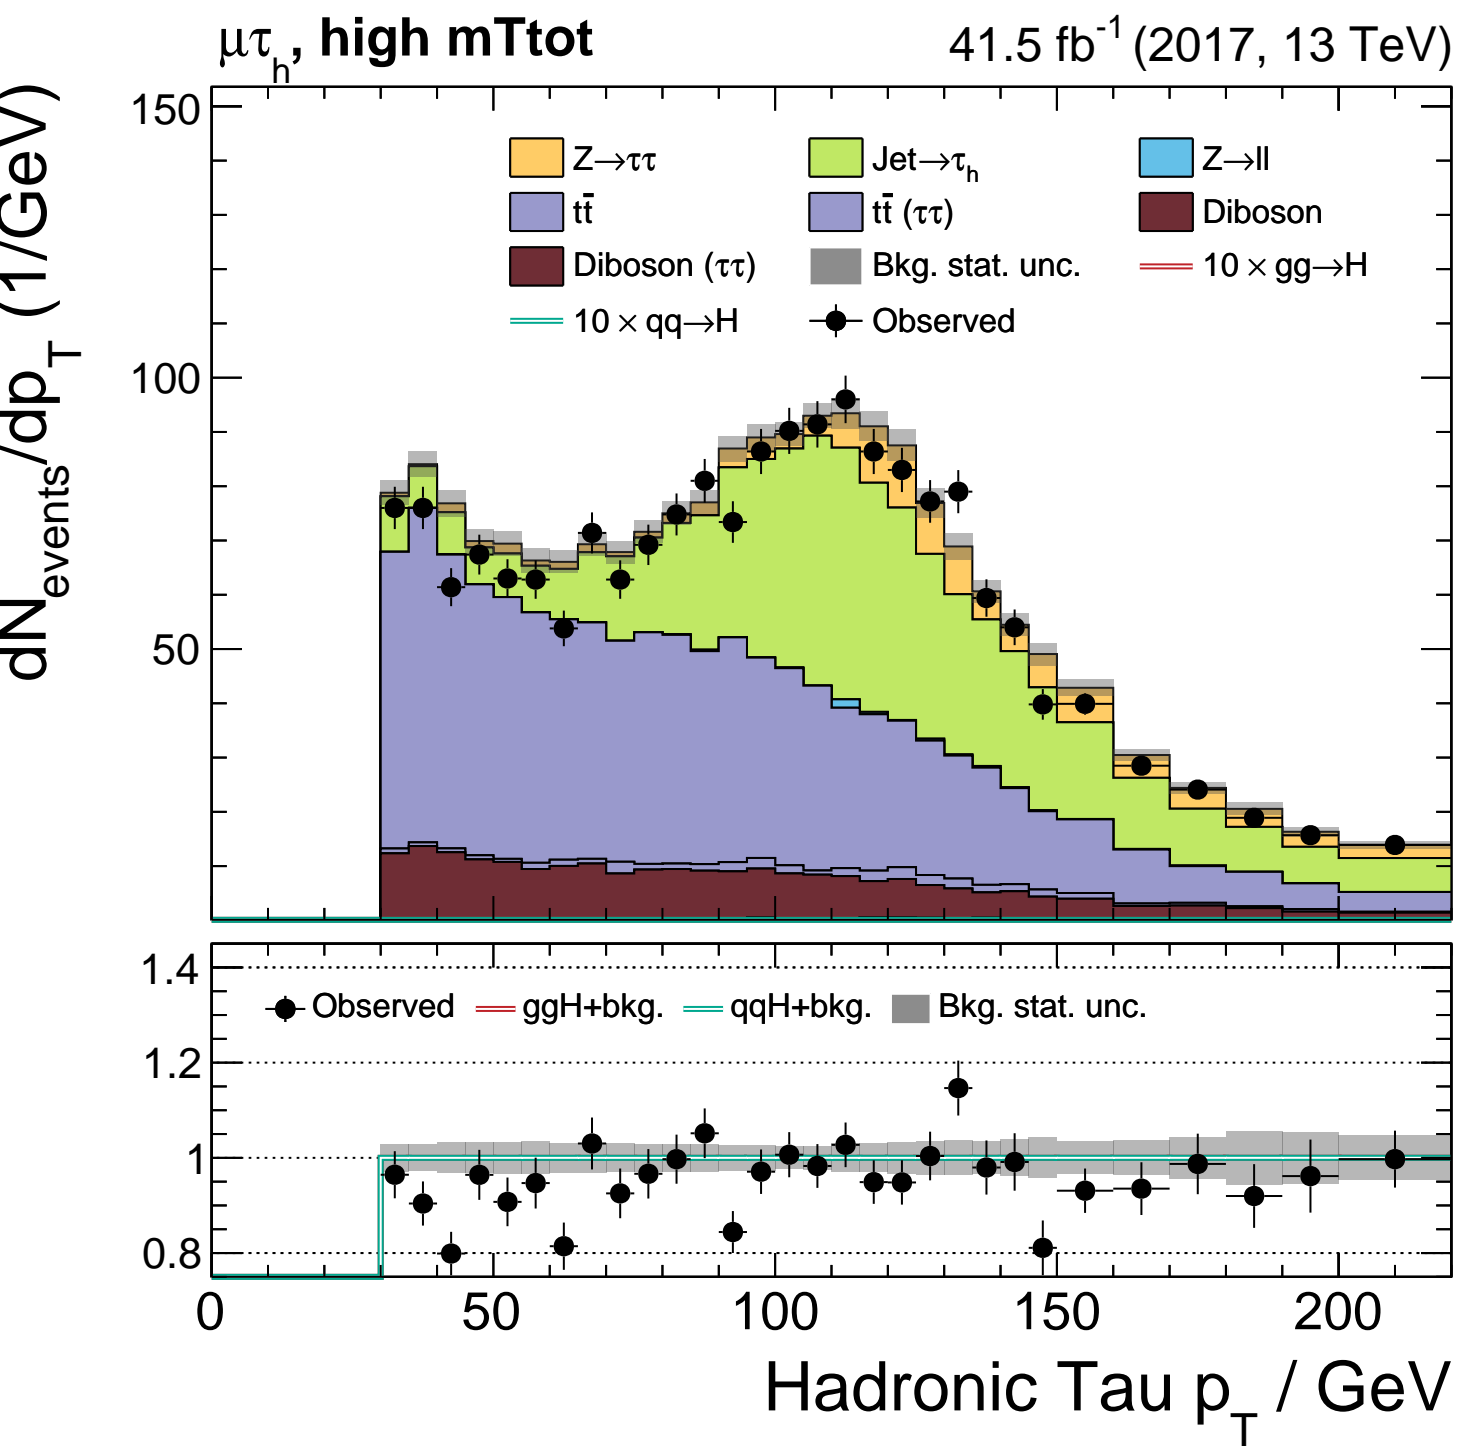 μτh, high mTtot 41.5 fb-1 (2017, 13 TeV)
dNevents/dpT (1/GeV)
150
100
50
Z→ττ Jet→τh Z→ll
tt̄ tt̄ (ττ) Diboson
Diboson (ττ) Bkg. stat. unc. 10 × gg→H
10 × qq→H Observed
1.4
Observed ggH+bkg. qqH+bkg. Bkg. stat. unc.
1.2
1
0.8
0 50 100 150 200
Hadronic Tau pT / GeV